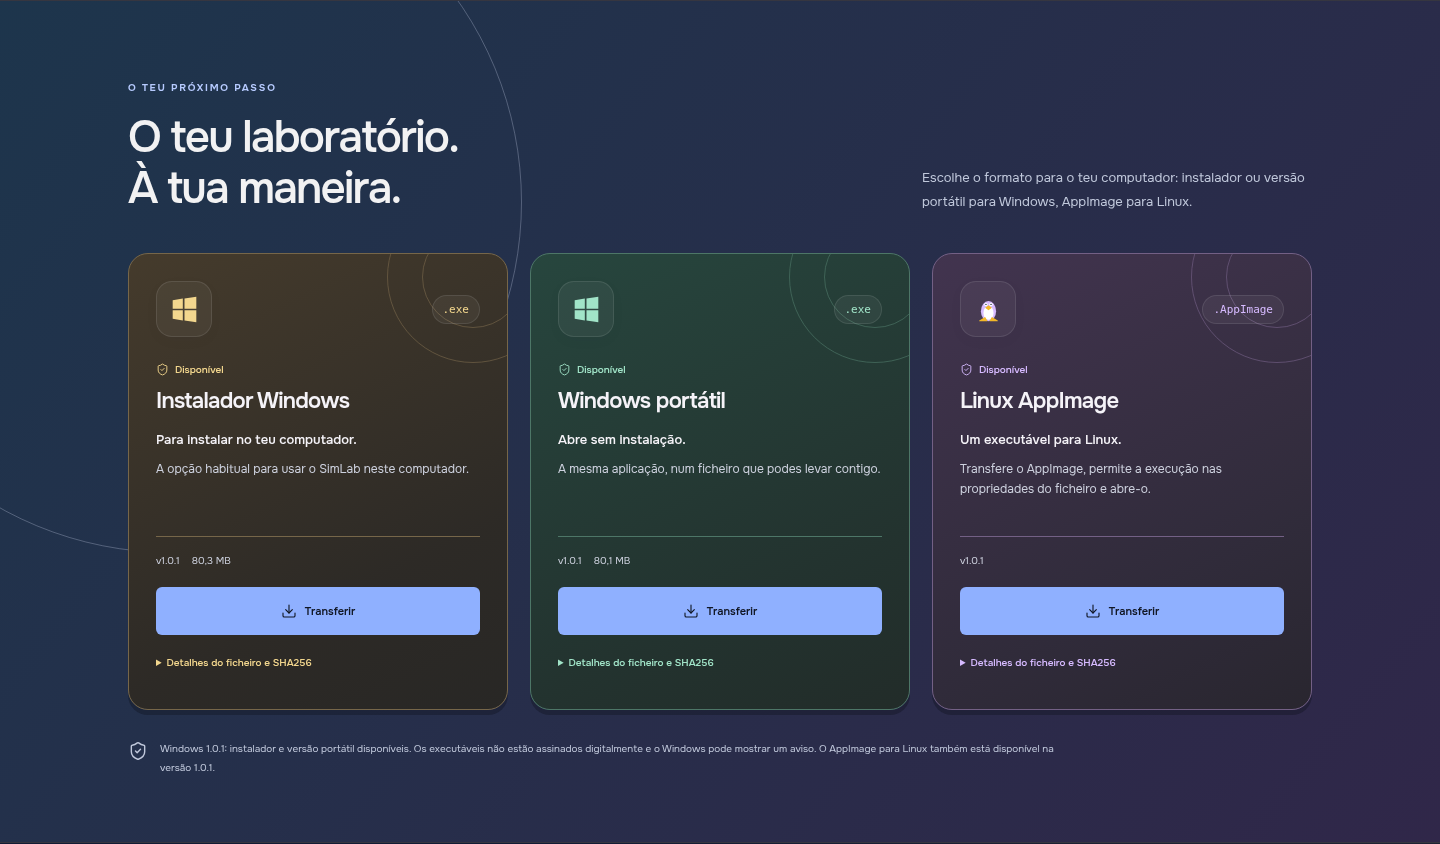 O TEU PRÓXIMO PASSO
O teu laboratório.
À tua maneira.
Escolhe o formato para o teu computador: instalador ou versão
portátil para Windows, AppImage para Linux.
.exe
Disponível
Instalador Windows
Para instalar no teu computador.
A opção habitual para usar o SimLab neste computador.
v1.0.1 80,3 MB
Transferir
Detalhes do ficheiro e SHA256
.exe
Disponível
Windows portátil
Abre sem instalação.
A mesma aplicação, num ficheiro que podes levar contigo.
v1.0.1 80,1 MB
Transferir
Detalhes do ficheiro e SHA256
.AppImage
Disponível
Linux AppImage
Um executável para Linux.
Transfere o AppImage, permite a execução nas
propriedades do ficheiro e abre-o.
v1.0.1
Transferir
Detalhes do ficheiro e SHA256
Windows 1.0.1: instalador e versão portátil disponíveis. Os executáveis não estão assinados digitalmente e o Windows pode mostrar um aviso. O AppImage para Linux também está disponível na
versão 1.0.1.